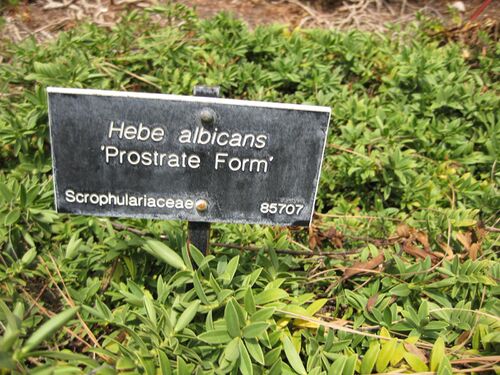 Hebe albicans
'Prostrate Form'
Scrophulariaceae 85707